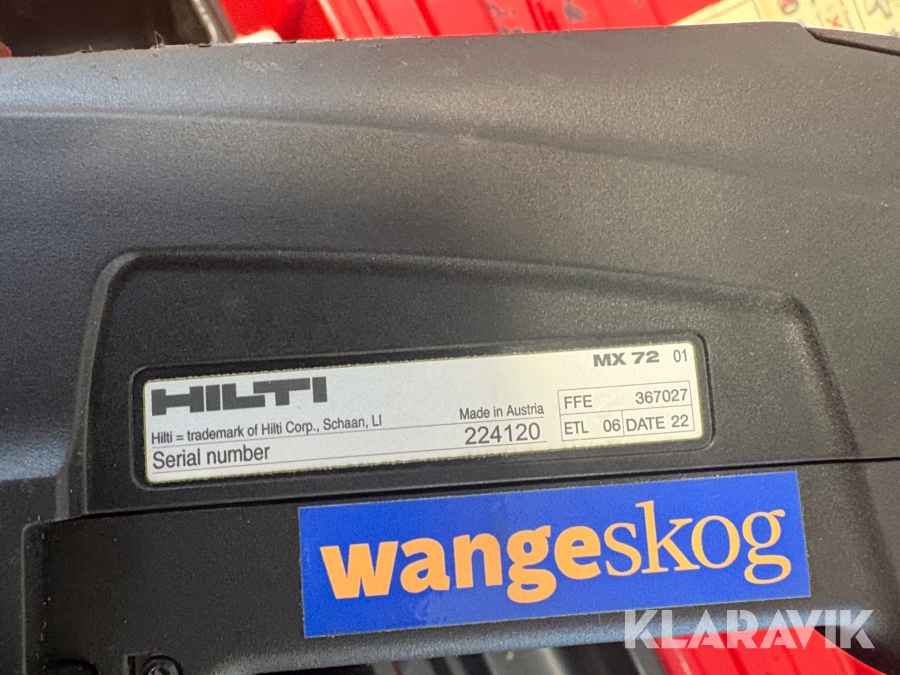 HILTI
MX 72 01
Hilti = trademark of Hilti Corp., Schaan, LI
Made in Austria
FFE 367027
Serial number 224120
ETL 06 DATE 22
wangeskog
KLARAVIK